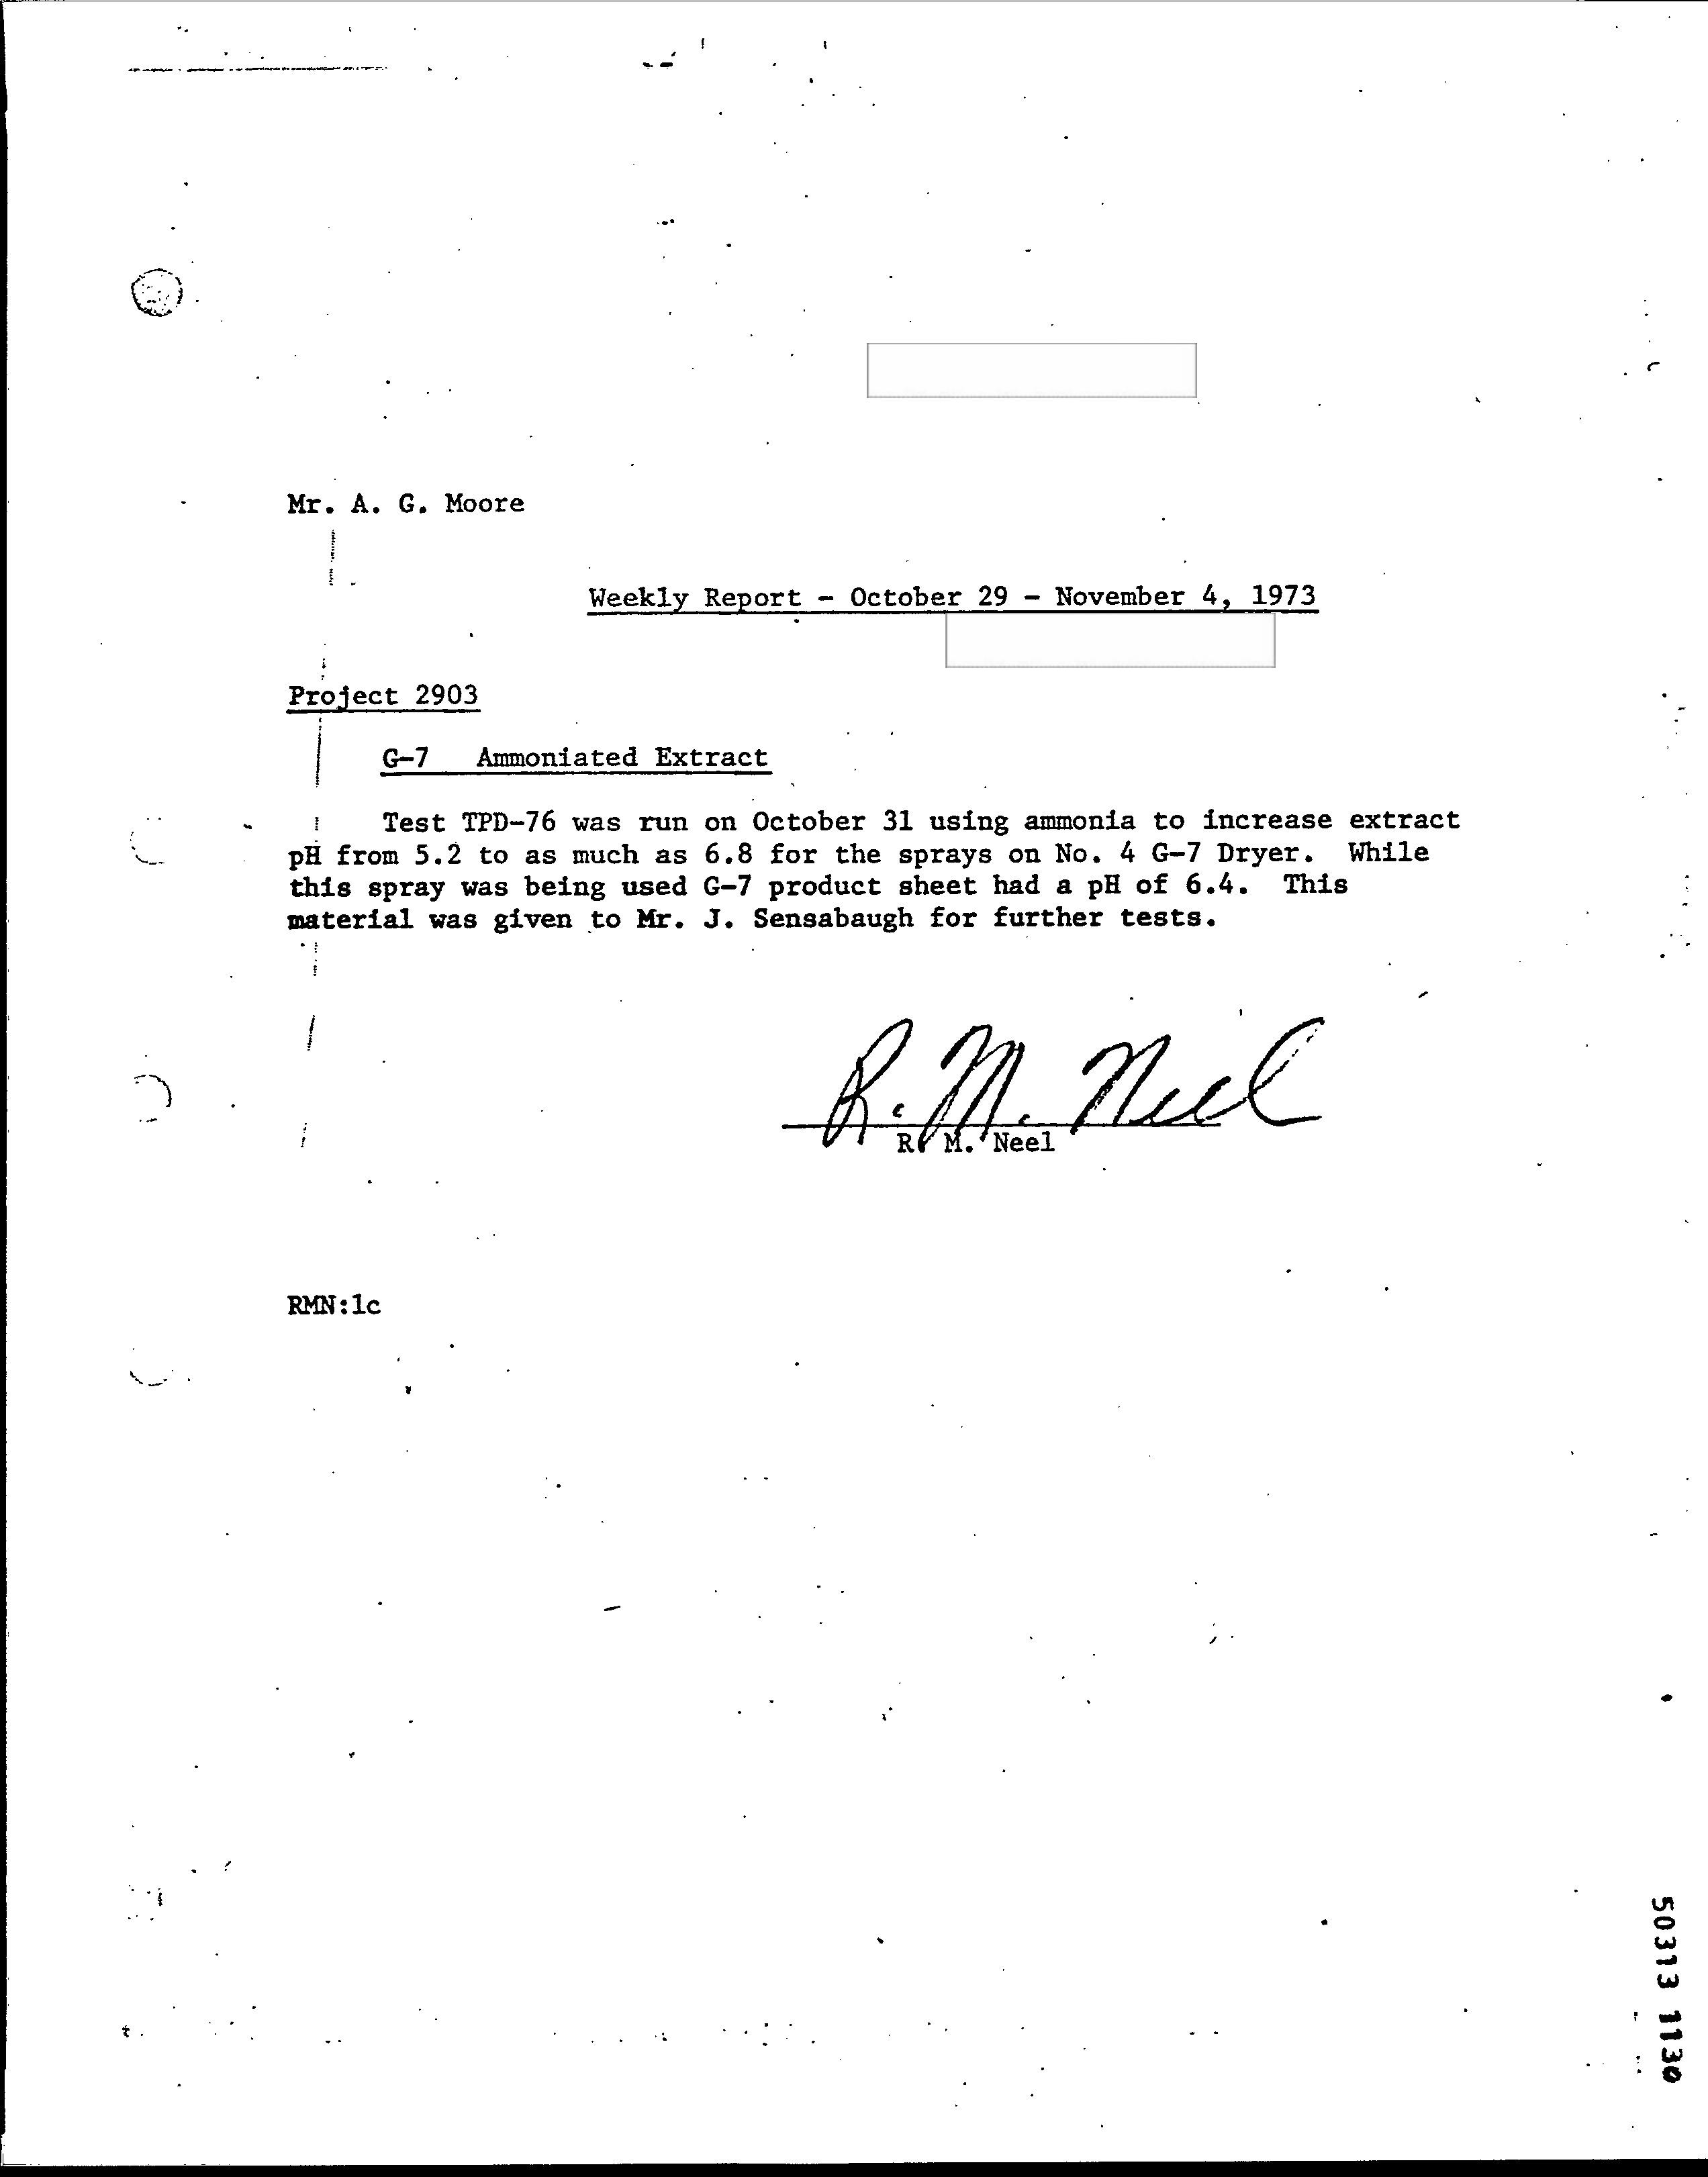 Mr. A. G. Moore
Weekly Report - October 29 - November 4, 1973
Project 2903
G-7 Ammoniated Extract
Test TPD-76 was run on October 31 using ammonia to increase extract
pH from 5.2 to as much as 6.8 for the sprays on No. 4 G-7 Dryer. While
this spray was being used G-7 product sheet had a pH of 6.4. This
material was given to Mr. J. Sensabaugh for further tests.
R. M. Neel
R. M. Neel
RMN:lc
50313 1130